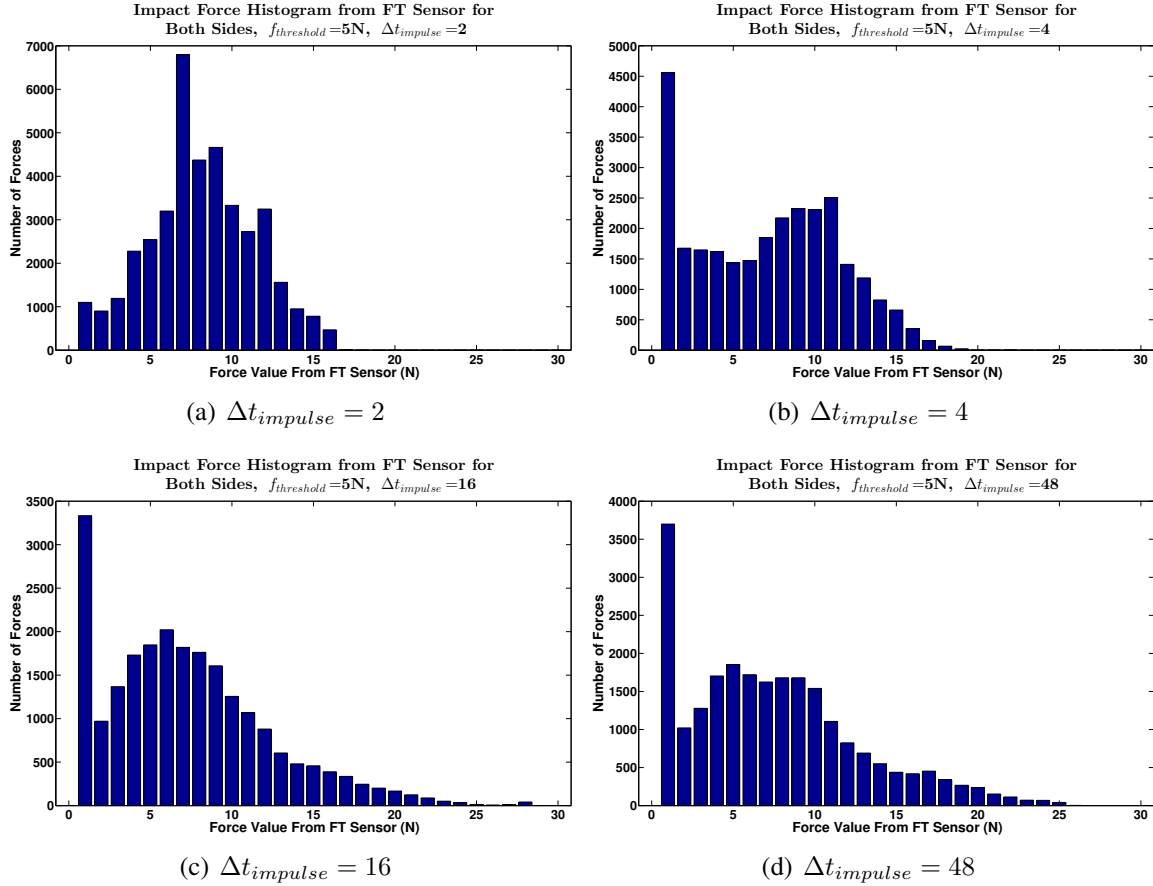 Impact Force Histogram from FT Sensor for
Both Sides, f_threshold=5N, Δt_impulse=2
7000
6000
5000
4000
3000
2000
1000
0
Number of Forces
0 5 10 15 20 25 30
Force Value From FT Sensor (N)
(a) Δt_impulse = 2
Impact Force Histogram from FT Sensor for
Both Sides, f_threshold=5N, Δt_impulse=4
5000
4500
4000
3500
3000
2500
2000
1500
1000
500
0
Number of Forces
0 5 10 15 20 25 30
Force Value From FT Sensor (N)
(b) Δt_impulse = 4
Impact Force Histogram from FT Sensor for
Both Sides, f_threshold=5N, Δt_impulse=16
3500
3000
2500
2000
1500
1000
500
0
Number of Forces
0 5 10 15 20 25 30
Force Value From FT Sensor (N)
(c) Δt_impulse = 16
Impact Force Histogram from FT Sensor for
Both Sides, f_threshold=5N, Δt_impulse=48
4000
3500
3000
2500
2000
1500
1000
500
0
Number of Forces
0 5 10 15 20 25 30
Force Value From FT Sensor (N)
(d) Δt_impulse = 48